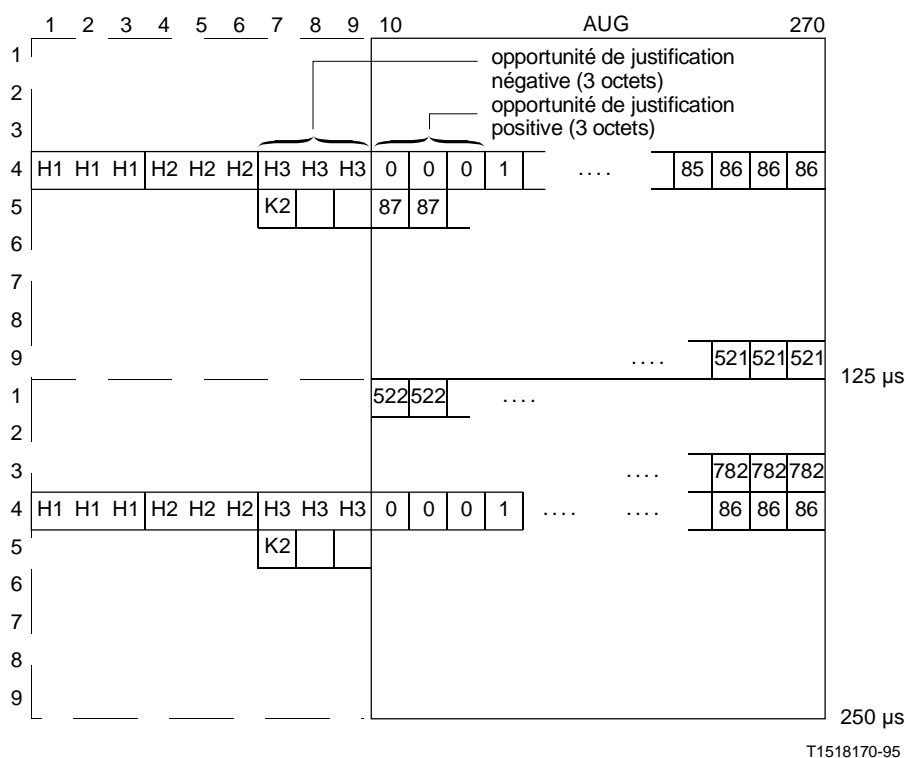 1 2 3 4 5 6 7 8 9 10 AUG 270
1
opportunité de justification
négative (3 octets)
2
opportunité de justification
positive (3 octets)
3
4 H1 H1 H1 H2 H2 H2 H3 H3 H3 0 0 0 1 .... 85 86 86 86
5 K2 87 87
6
7
8
9 .... 521 521 521
125 µs
1 522 522 ....
2
3 .... 782 782 782
4 H1 H1 H1 H2 H2 H2 H3 H3 H3 0 0 0 1 .... .... 86 86 86
5 K2
6
7
8
9
250 µs
T1518170-95